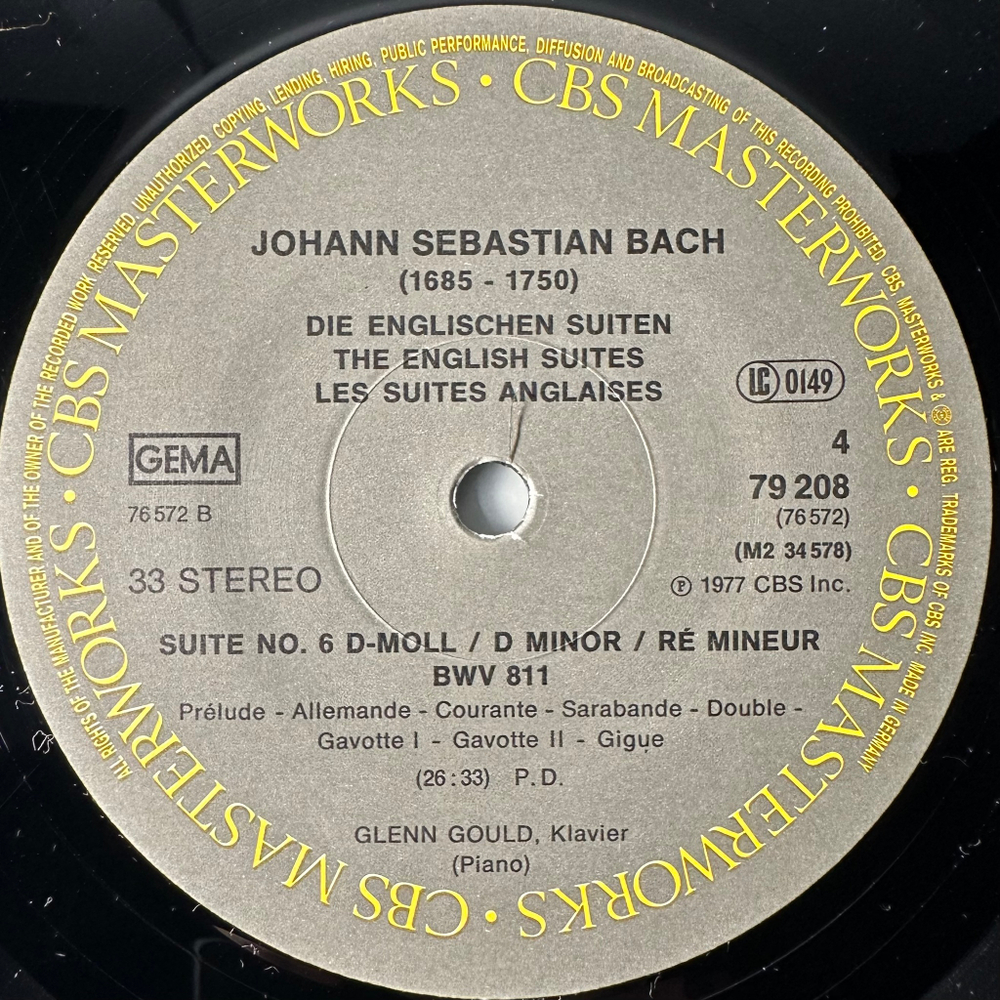 ALL RIGHTS OF THE MANUFACTURER AND OF THE OWNER OF THE RECORDED WORK RESERVED. UNAUTHORIZED COPYING, LENDING, HIRING, PUBLIC PERFORMANCE, DIFFUSION AND BROADCASTING OF THIS RECORDING PROHIBITED CBS, MASTERWORKS & ARE REG. TRADEMARKS OF CBS INC. MADE IN GERMANY
CBS MASTERWORKS • CBS MASTERWORKS • CBS MASTERWORKS • CBS MASTERWORKS •
JOHANN SEBASTIAN BACH
(1685 - 1750)
DIE ENGLISCHEN SUITEN
THE ENGLISH SUITES
LES SUITES ANGLAISES
LC 0149
GEMA
76 572 B
33 STEREO
4
79 208
(76 572)
(M2 34 578)
℗ 1977 CBS Inc.
SUITE NO. 6 D-MOLL / D MINOR / RÉ MINEUR
BWV 811
Prélude - Allemande - Courante - Sarabande - Double -
Gavotte I - Gavotte II - Gigue
(26:33) P.D.
GLENN GOULD, Klavier
(Piano)